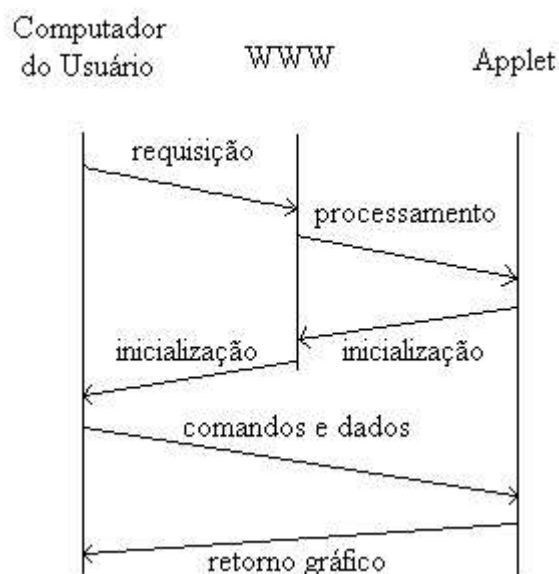 Computador
do Usuário
WWW
Applet
requisição
processamento
inicialização
inicialização
comandos e dados
retorno gráfico